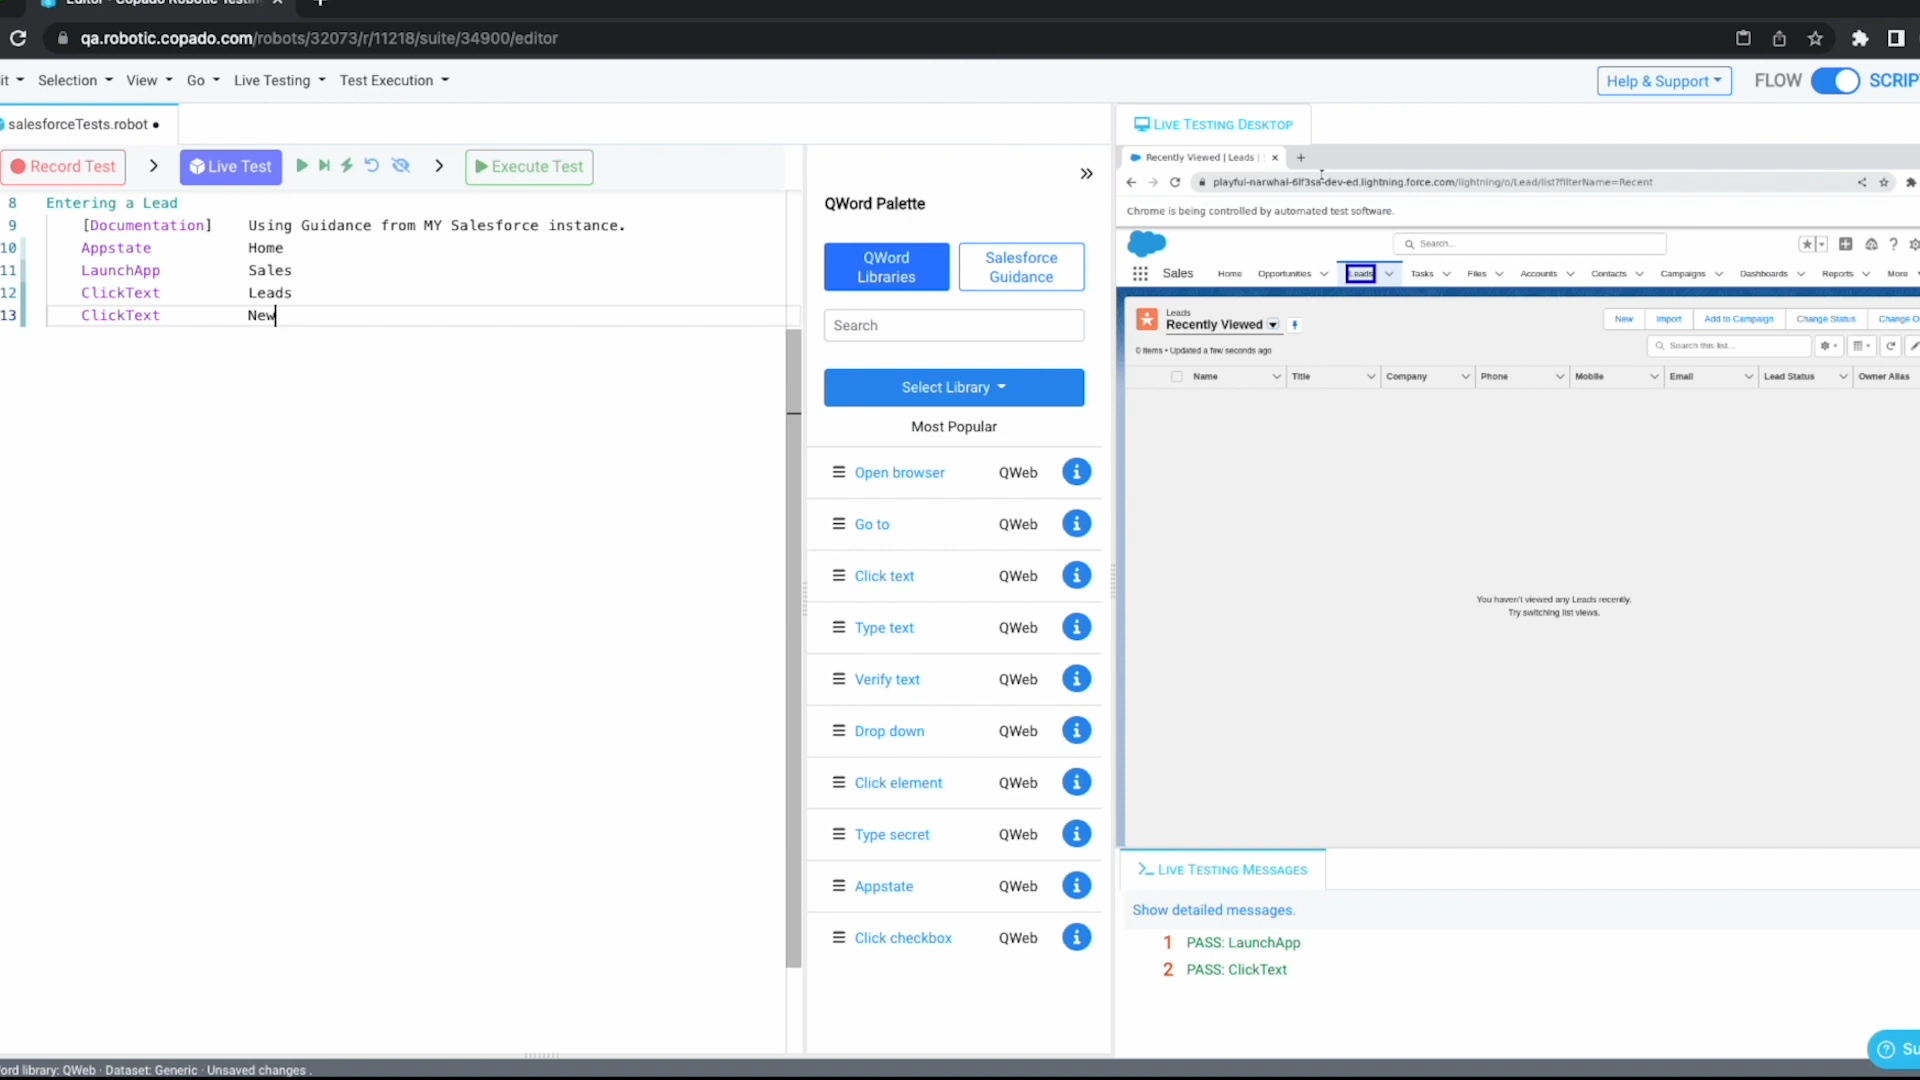 qa.robotic.copado.com/robots/32073/r/11218/suite/34900/editor
it Selection View Go Live Testing Test Execution Help & Support FLOW SCRIP
salesforceTests.robot
LIVE TESTING DESKTOP
Record Test Live Test Execute Test
8 Entering a Lead
9 [Documentation] Using Guidance from MY Salesforce instance.
10 Appstate Home
11 LaunchApp Sales
12 ClickText Leads
13 ClickText New
QWord Palette
QWord Libraries
Salesforce Guidance
Search
Select Library
Most Popular
Open browser QWeb
Go to QWeb
Click text QWeb
Type text QWeb
Verify text QWeb
Drop down QWeb
Click element QWeb
Type secret QWeb
Appstate QWeb
Click checkbox QWeb
Recently Viewed | Leads |
playful-narwhal-6lf3sa-dev-ed.lightning.force.com/lightning/o/Lead/list?filterName=Recent
Chrome is being controlled by automated test software.
Search...
Sales Home Opportunities Leads Tasks Files Accounts Contacts Campaigns Dashboards Reports More
Leads
Recently Viewed
New Import Add to Campaign Change Status Change O
0 items • Updated a few seconds ago
Search this list...
Name Title Company Phone Mobile Email Lead Status Owner Alias
You haven't viewed any Leads recently.
Try switching list views.
LIVE TESTING MESSAGES
Show detailed messages.
1 PASS: LaunchApp
2 PASS: ClickText
Su
ord library: QWeb · Dataset: Generic · Unsaved changes .